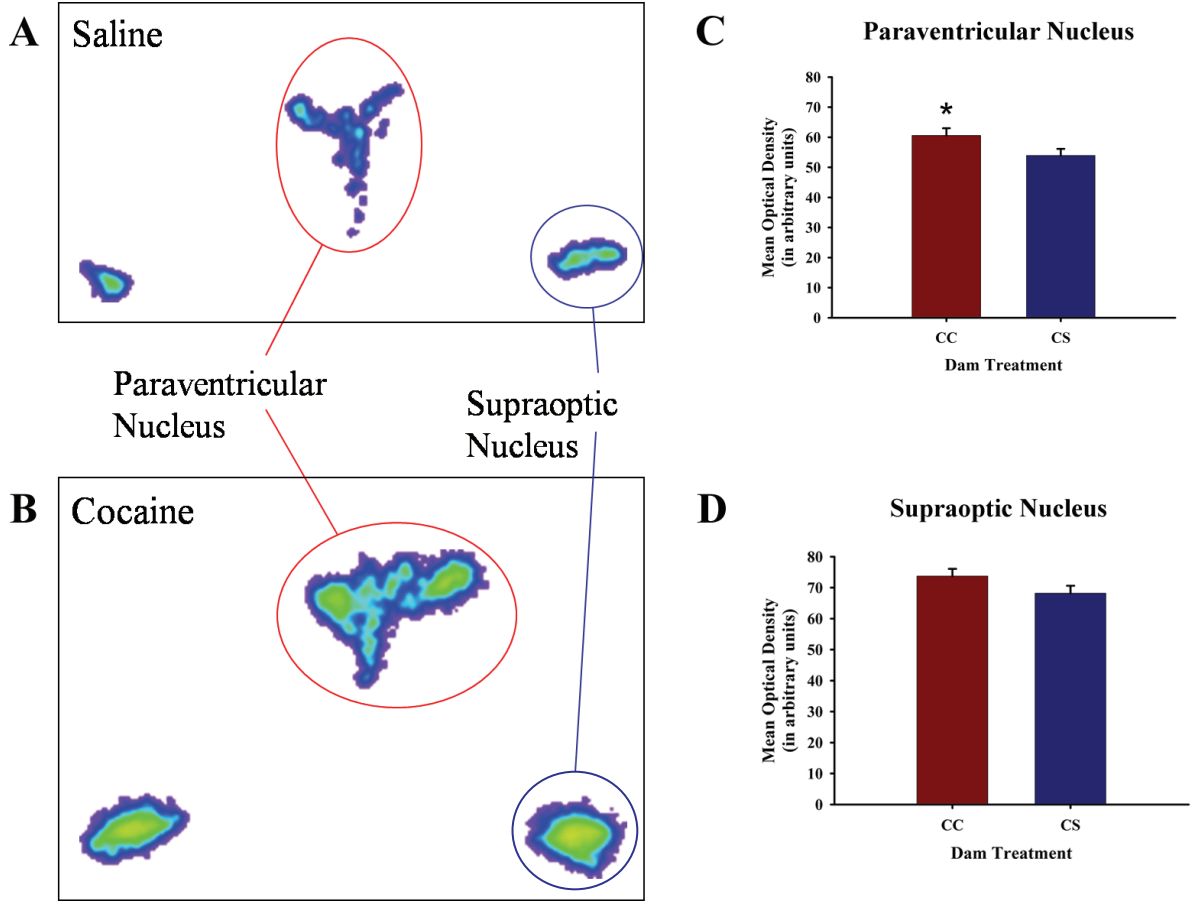 A
Saline
Paraventricular
Nucleus
Supraoptic
Nucleus
B
Cocaine
C
Paraventricular Nucleus
Mean Optical Density
(in arbitrary units)
80
70
60
50
40
30
20
10
0
*
CC
CS
Dam Treatment
D
Supraoptic Nucleus
Mean Optical Density
(in arbitrary units)
80
70
60
50
40
30
20
10
0
CC
CS
Dam Treatment